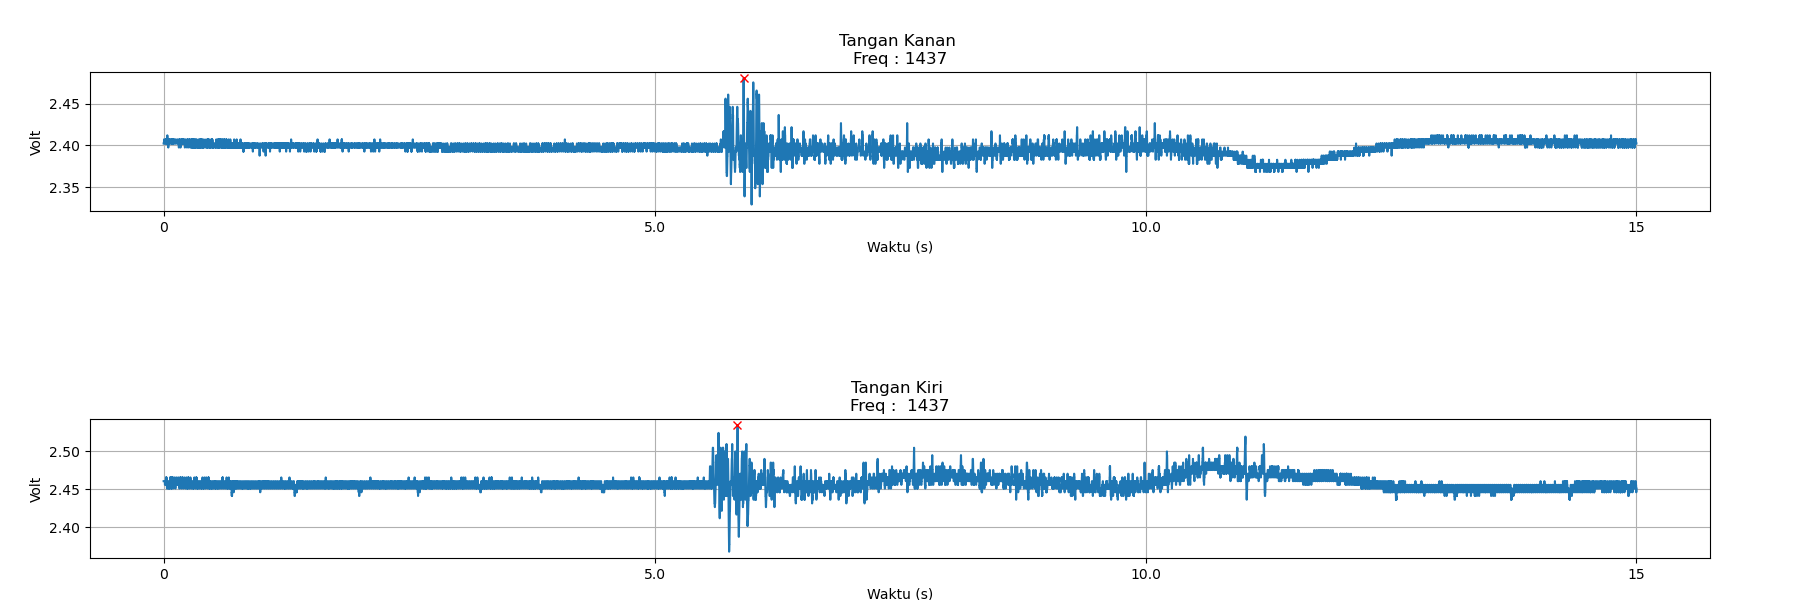 Tangan Kanan
Freq : 1437
Volt
2.45
2.40
2.35
0 5.0 10.0 15
Waktu (s)
Tangan Kiri
Freq :  1437
Volt
2.50
2.45
2.40
0 5.0 10.0 15
Waktu (s)